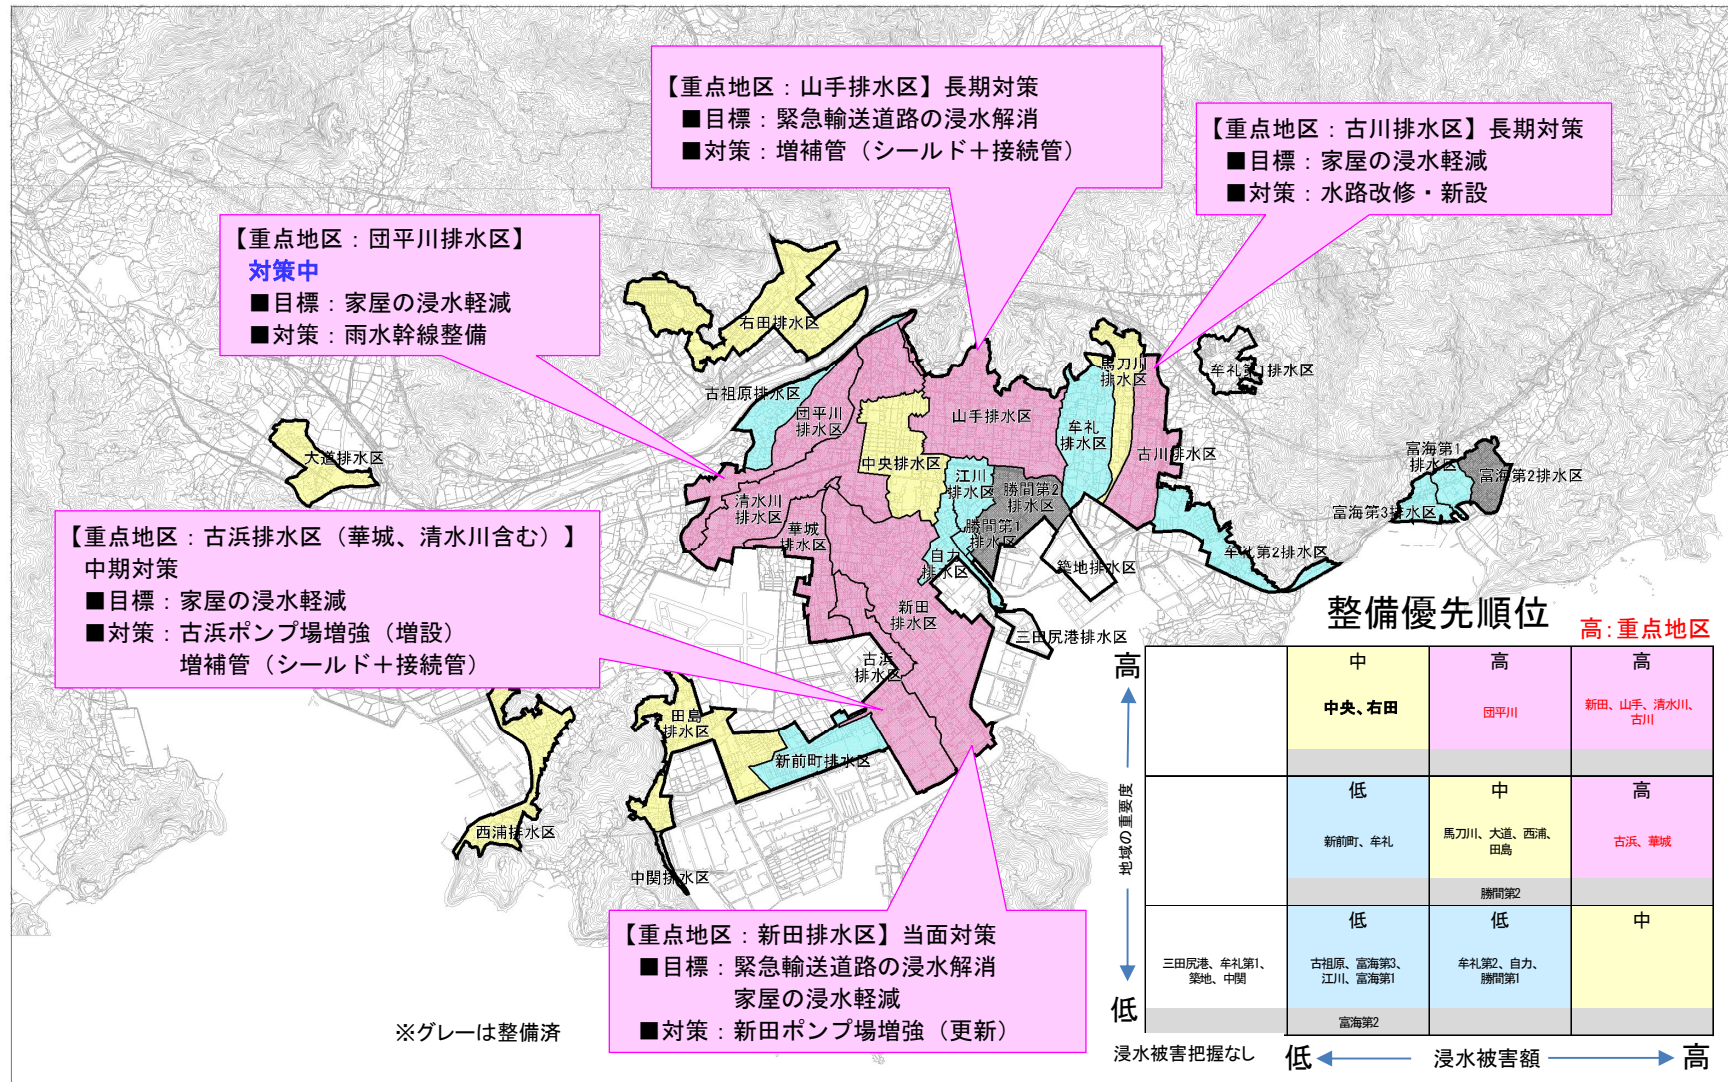 【重点地区：山手排水区】長期対策
■目標：緊急輸送道路の浸水解消
■対策：増補管（シールド＋接続管）
【重点地区：古川排水区】長期対策
■目標：家屋の浸水軽減
■対策：水路改修・新設
【重点地区：団平川排水区】
対策中
■目標：家屋の浸水軽減
■対策：雨水幹線整備
右田排水区
古祖原排水区
団平川
排水区
山手排水区
馬刀川
排水区
牟礼第1排水区
牟礼
排水区
古川排水区
大道排水区
中央排水区
江川
排水区
勝間第2
排水区
富海第1
排水区
富海第2排水区
富海第3排水区
清水川
排水区
華城
排水区
勝間第1
排水区
自力
排水区
築地排水区
牟礼第2排水区
【重点地区：古浜排水区（華城、清水川含む）】
中期対策
■目標：家屋の浸水軽減
■対策：古浜ポンプ場増強（増設）
増補管（シールド＋接続管）
新田
排水区
三田尻港排水区
古浜
排水区
田島
排水区
新前町排水区
西浦排水区
中関排水区
【重点地区：新田排水区】当面対策
■目標：緊急輸送道路の浸水解消
家屋の浸水軽減
■対策：新田ポンプ場増強（更新）
※グレーは整備済
整備優先順位
高：重点地区
高
地域の重要度
低
中
中央、右田
高
団平川
高
新田、山手、清水川、
古川
低
新前町、牟礼
中
馬刀川、大道、西浦、
田島
勝間第2
高
古浜、華城
三田尻港、牟礼第1、
築地、中関
低
古祖原、富海第3、
江川、富海第1
富海第2
低
牟礼第2、自力、
勝間第1
中
浸水被害把握なし
低
浸水被害額
高